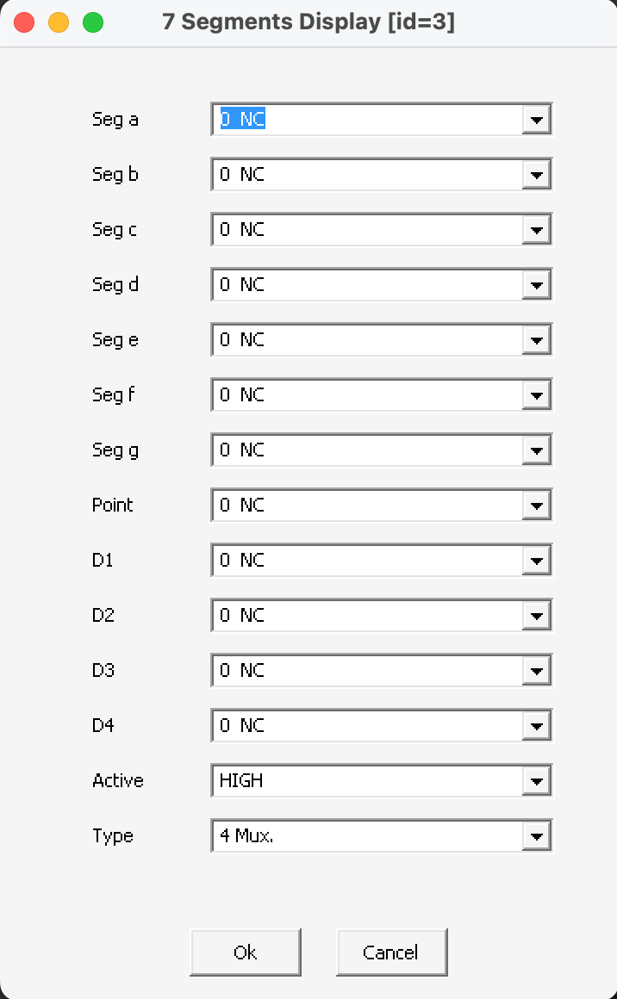 7 Segments Display [id=3]
Seg a 0 NC
Seg b 0 NC
Seg c 0 NC
Seg d 0 NC
Seg e 0 NC
Seg f 0 NC
Seg g 0 NC
Point 0 NC
D1 0 NC
D2 0 NC
D3 0 NC
D4 0 NC
Active HIGH
Type 4 Mux.
Ok Cancel